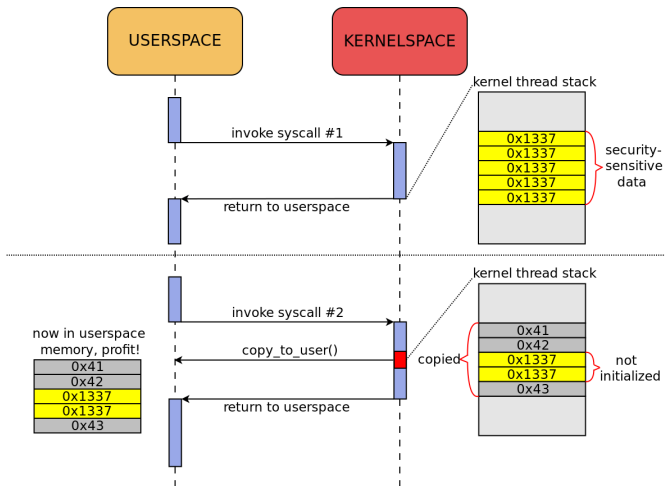 USERSPACE
KERNELSPACE
kernel thread stack
invoke syscall #1
0x1337
0x1337
0x1337
0x1337
0x1337
security-
sensitive
data
return to userspace
kernel thread stack
invoke syscall #2
now in userspace
memory, profit!
0x41
0x42
0x1337
0x1337
0x43
copy_to_user()
copied
0x41
0x42
0x1337
0x1337
0x43
not
initialized
return to userspace